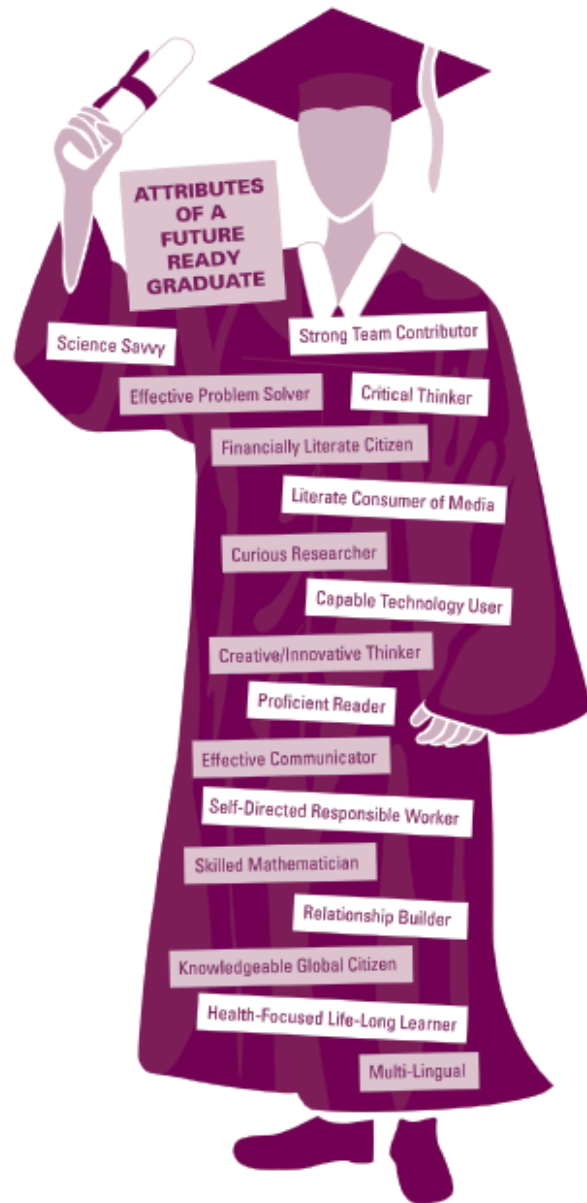 ATTRIBUTES
OF A
FUTURE
READY
GRADUATE
Science Savvy
Strong Team Contributor
Effective Problem Solver
Critical Thinker
Financially Literate Citizen
Literate Consumer of Media
Curious Researcher
Capable Technology User
Creative/Innovative Thinker
Proficient Reader
Effective Communicator
Self-Directed Responsible Worker
Skilled Mathematician
Relationship Builder
Knowledgeable Global Citizen
Health-Focused Life-Long Learner
Multi-Lingual